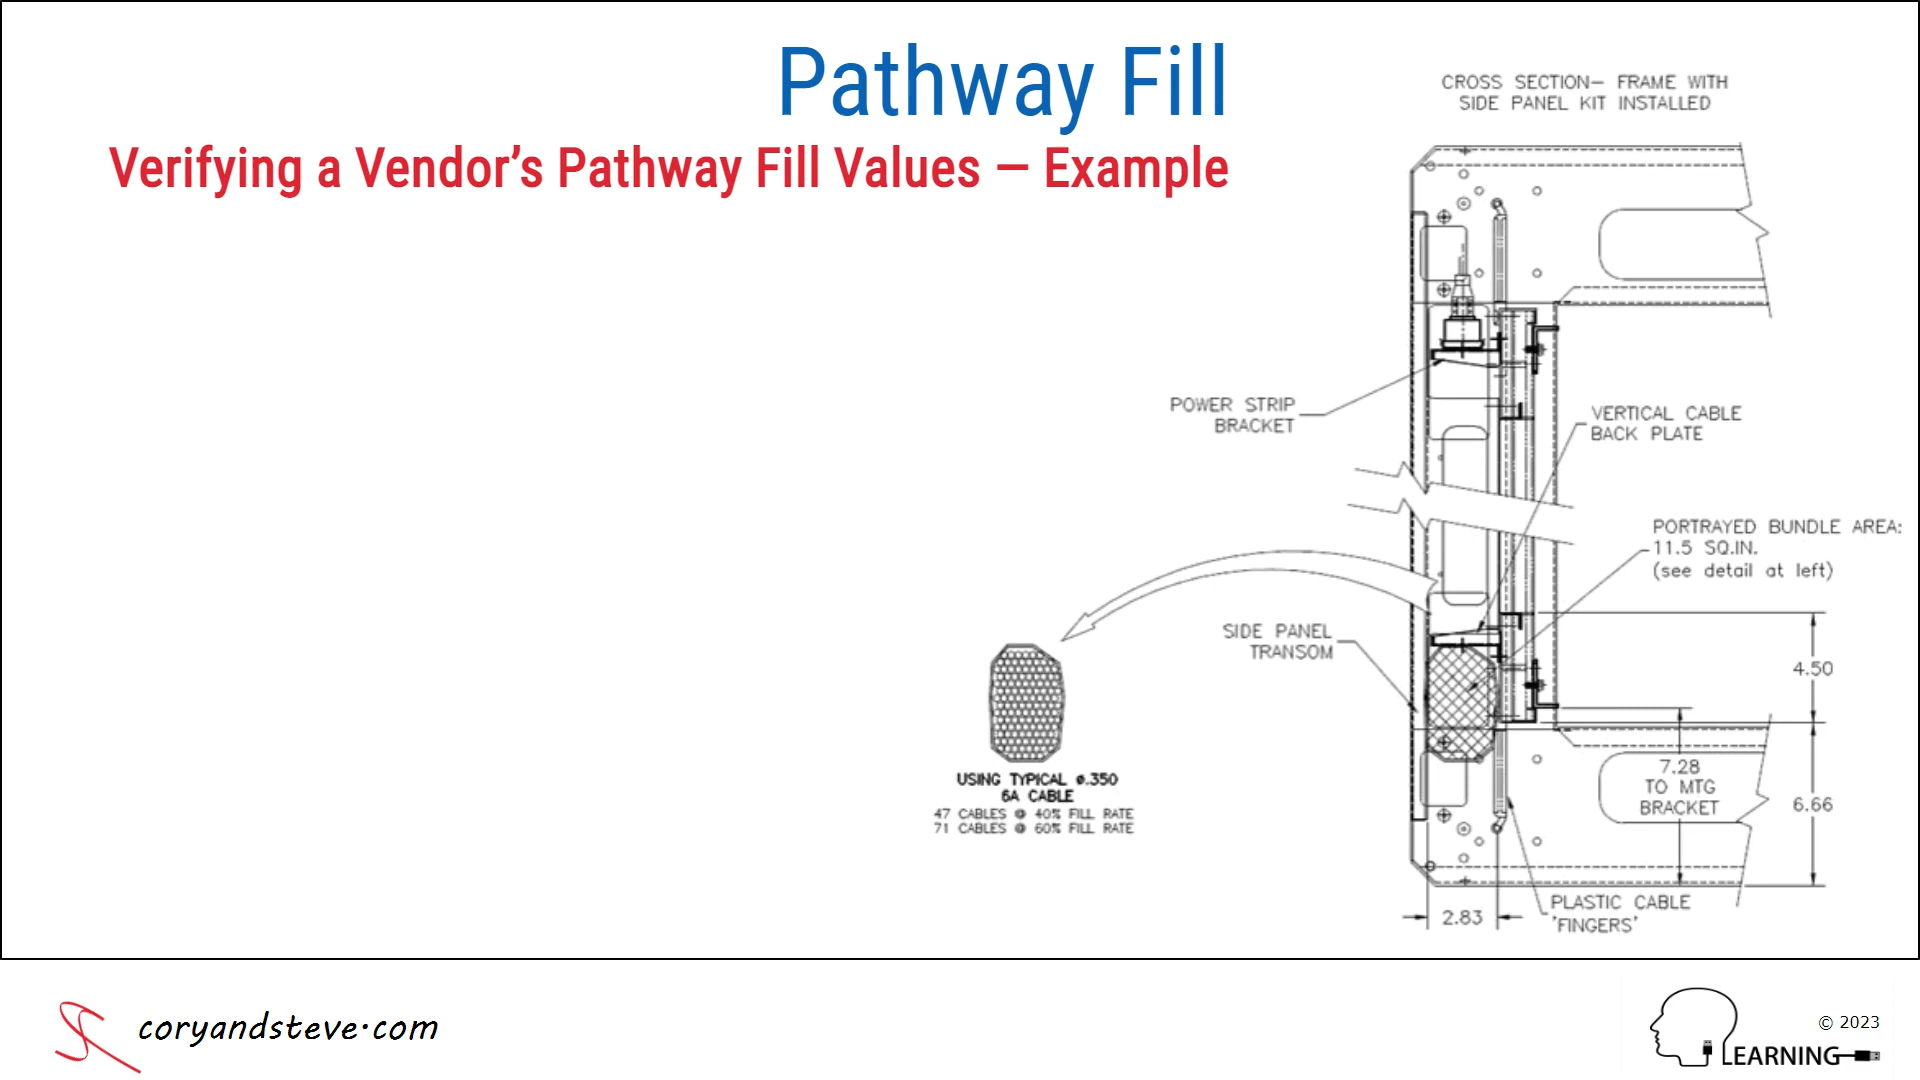 Pathway Fill
Verifying a Vendor’s Pathway Fill Values – Example
CROSS SECTION– FRAME WITH
SIDE PANEL KIT INSTALLED
POWER STRIP
BRACKET
VERTICAL CABLE
BACK PLATE
PORTRAYED BUNDLE AREA:
11.5 SQ.IN.
(see detail at left)
SIDE PANEL
TRANSOM
4.50
7.28
TO MTG
BRACKET
6.66
USING TYPICAL ø.350
6A CABLE
47 CABLES @ 40% FILL RATE
71 CABLES @ 60% FILL RATE
2.83
PLASTIC CABLE
'FINGERS'
coryandsteve.com
© 2023
LEARNING